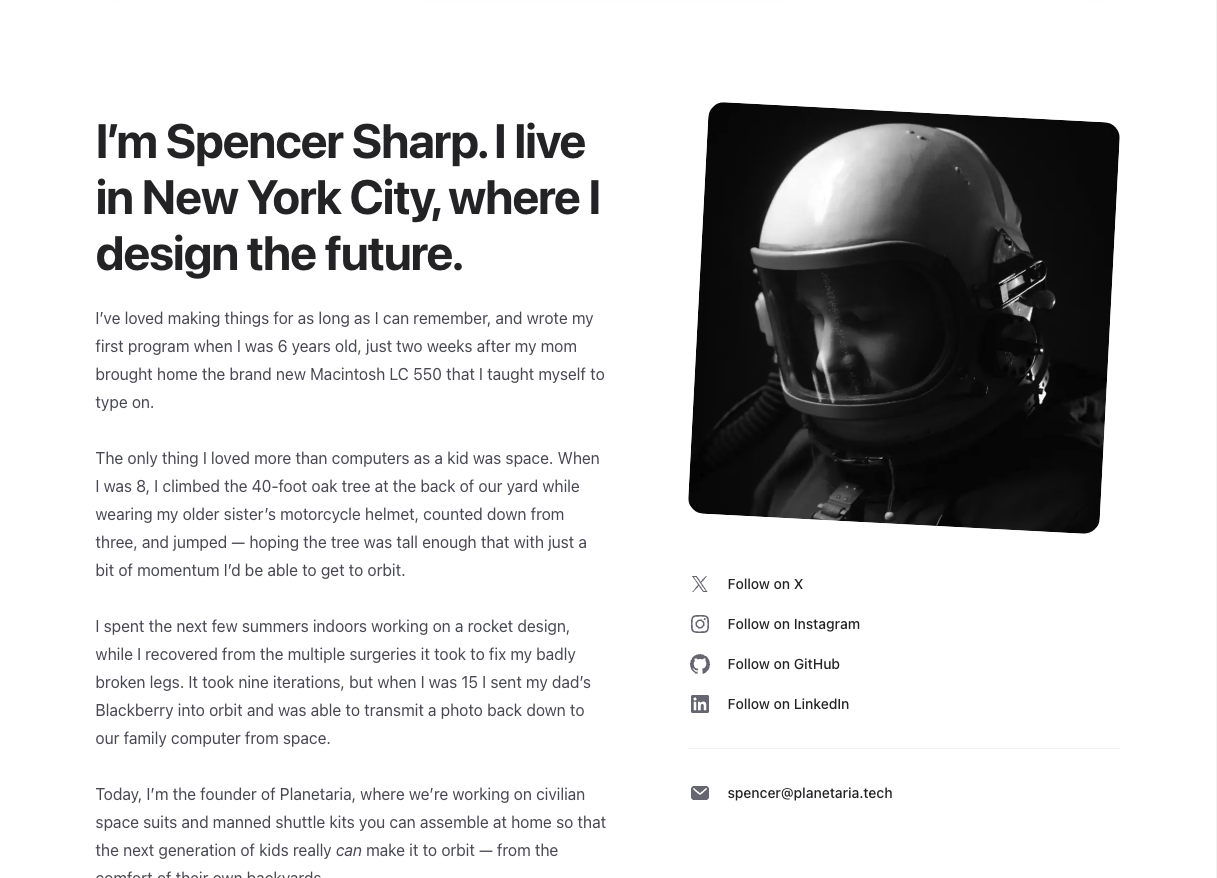 I’m Spencer Sharp. I live
in New York City, where I
design the future.
I’ve loved making things for as long as I can remember, and wrote my
first program when I was 6 years old, just two weeks after my mom
brought home the brand new Macintosh LC 550 that I taught myself to
type on.
The only thing I loved more than computers as a kid was space. When
I was 8, I climbed the 40-foot oak tree at the back of our yard while
wearing my older sister’s motorcycle helmet, counted down from
three, and jumped — hoping the tree was tall enough that with just a
bit of momentum I’d be able to get to orbit.
I spent the next few summers indoors working on a rocket design,
while I recovered from the multiple surgeries it took to fix my badly
broken legs. It took nine iterations, but when I was 15 I sent my dad’s
Blackberry into orbit and was able to transmit a photo back down to
our family computer from space.
Today, I’m the founder of Planetaria, where we’re working on civilian
space suits and manned shuttle kits you can assemble at home so that
the next generation of kids really can make it to orbit — from the
comfort of their own backyards.
Follow on X
Follow on Instagram
Follow on GitHub
Follow on LinkedIn
spencer@planetaria.tech